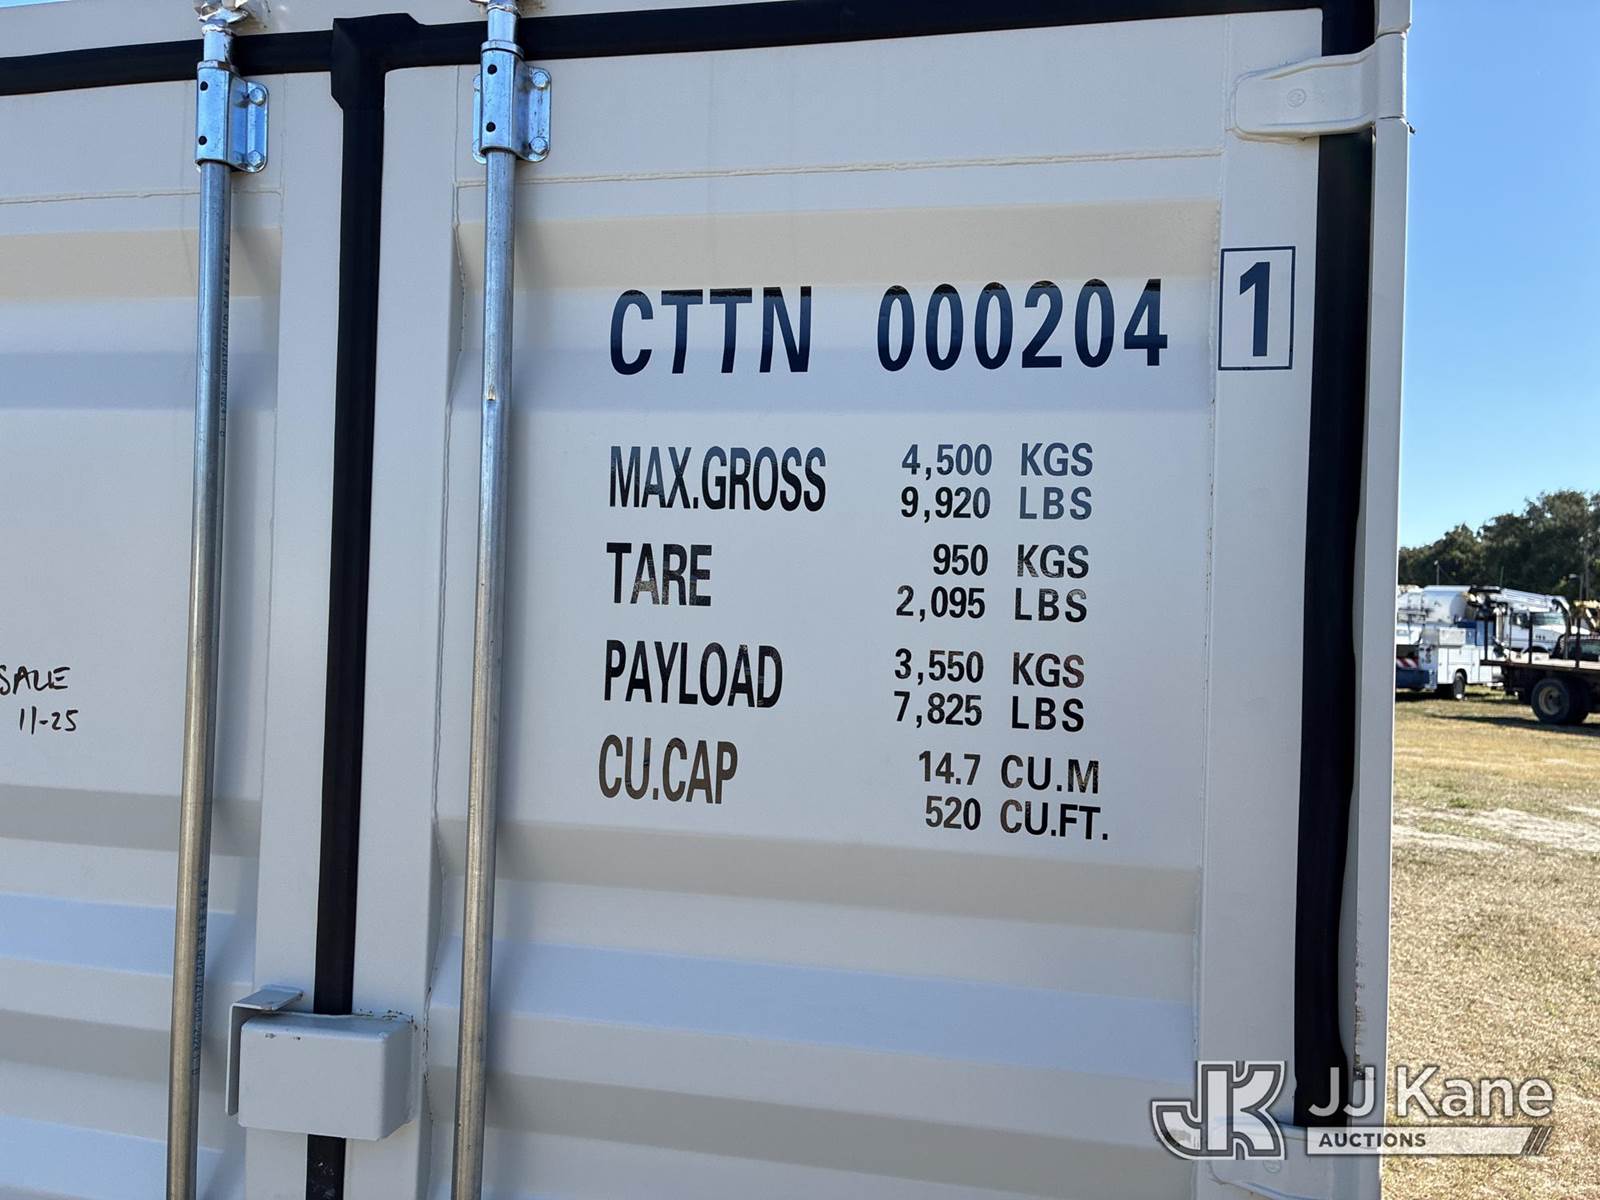 CTTN 000204 1
MAX.GROSS 4,500 KGS
9,920 LBS
TARE 950 KGS
2,095 LBS
PAYLOAD 3,550 KGS
7,825 LBS
CU.CAP 14.7 CU.M
520 CU.FT.
SALE
11-25
JK JJ Kane
AUCTIONS